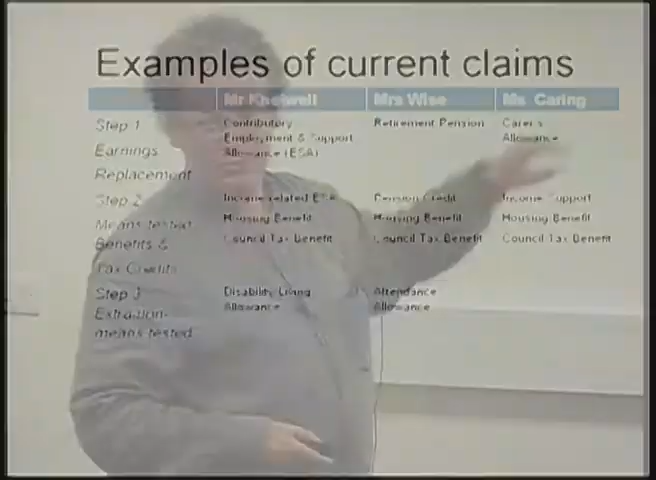 Examples of current claims
Mr Knotwell Mrs Wise Ms Caring
Step 1 Contributory Retirement Pension Carer's
Employment & Support Allowance
Earnings Allowance (ESA)
Replacement
Step 2 Income related ESA Pension Credit Income Support
Means tested Housing Benefit Housing Benefit Housing Benefit
Benefits & Council Tax Benefit Council Tax Benefit Council Tax Benefit
Tax Credits
Step 3 Disability Living Attendance
Extra non- Allowance Allowance
means tested